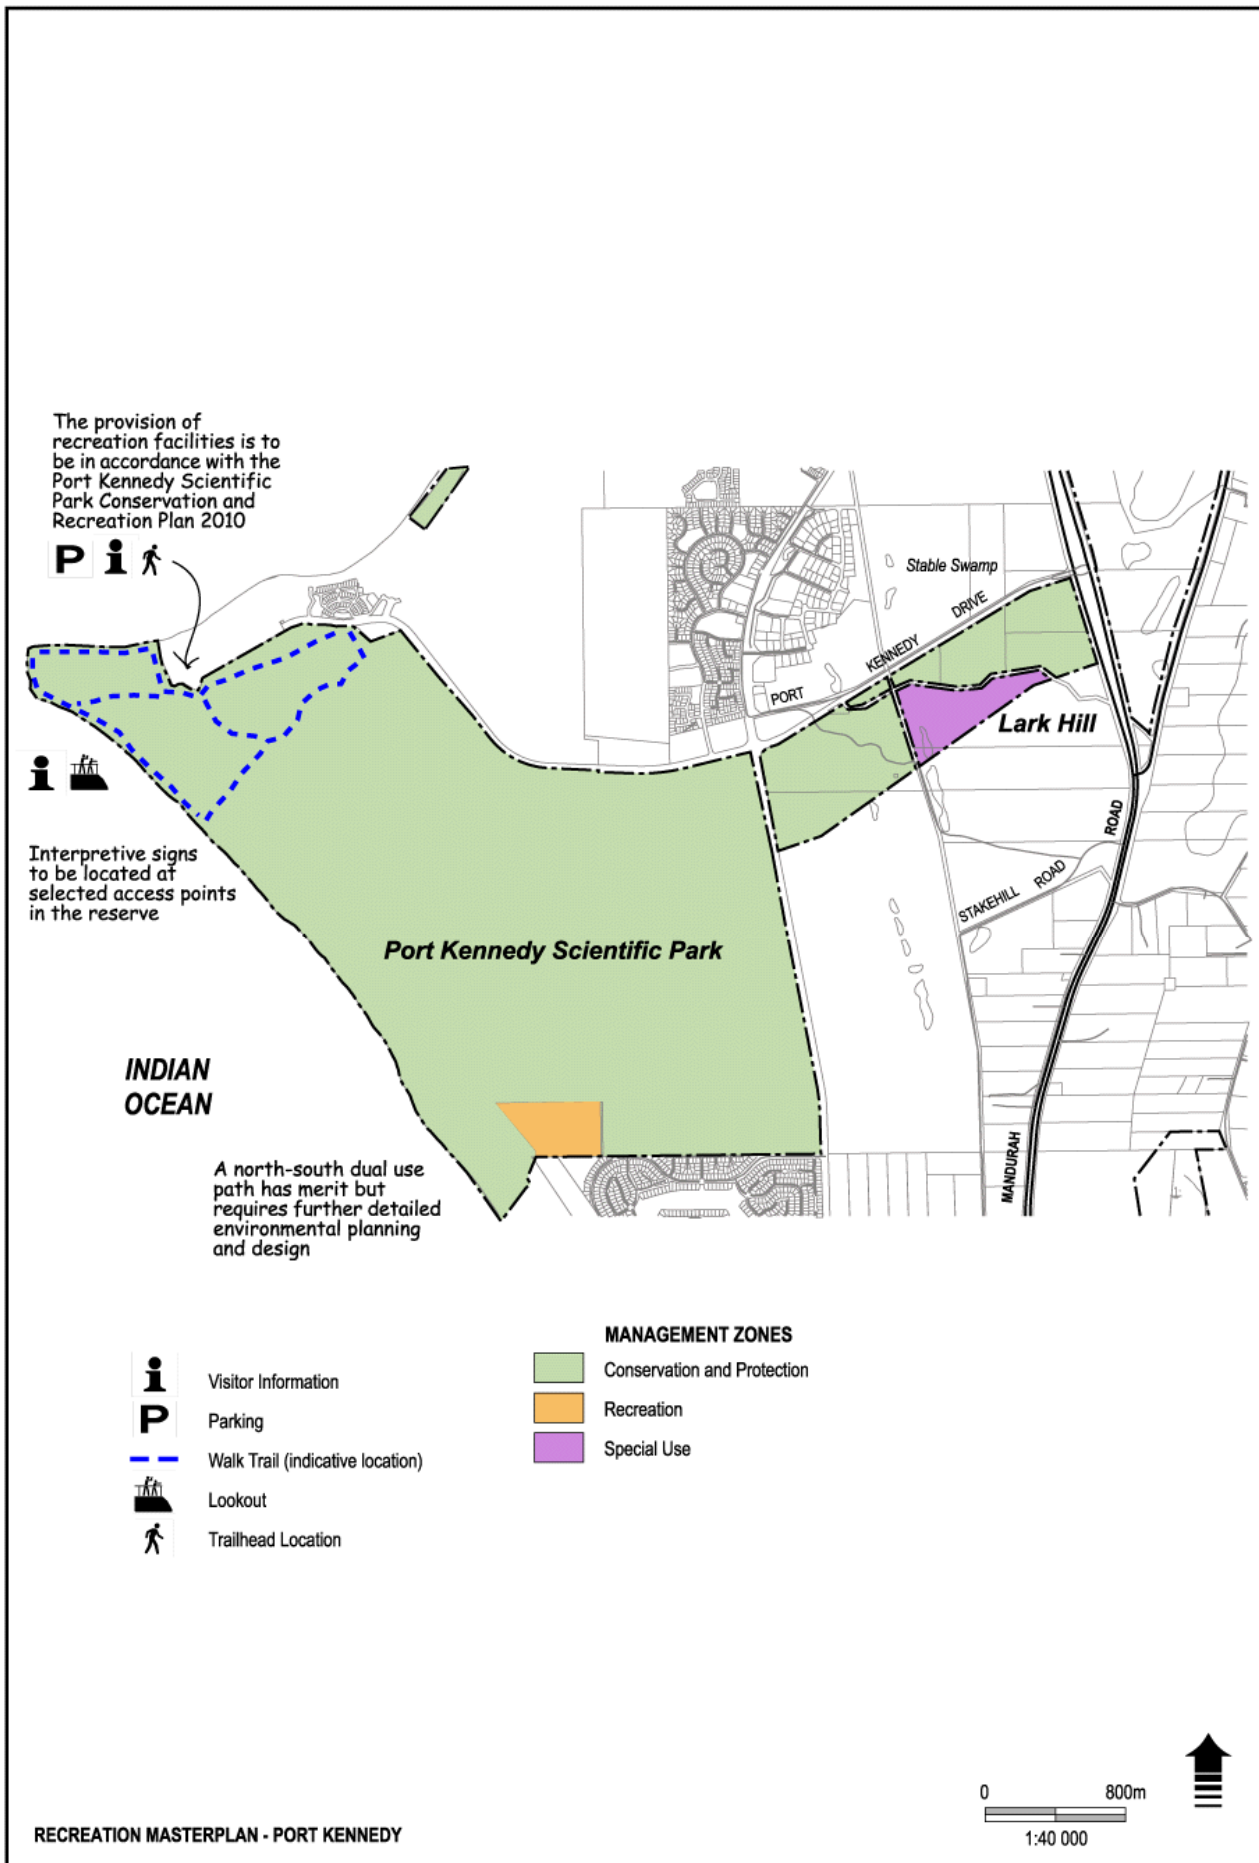 The provision of
recreation facilities is to
be in accordance with the
Port Kennedy Scientific
Park Conservation and
Recreation Plan 2010
P
Stable Swamp
PORT KENNEDY DRIVE
Lark Hill
Interpretive signs
to be located at
selected access points
in the reserve
STAKEHILL ROAD
MANDURAH ROAD
Port Kennedy Scientific Park
INDIAN
OCEAN
A north-south dual use
path has merit but
requires further detailed
environmental planning
and design
MANAGEMENT ZONES
Visitor Information
P Parking
Walk Trail (indicative location)
Lookout
Trailhead Location
Conservation and Protection
Recreation
Special Use
0 800m
1:40 000
RECREATION MASTERPLAN - PORT KENNEDY